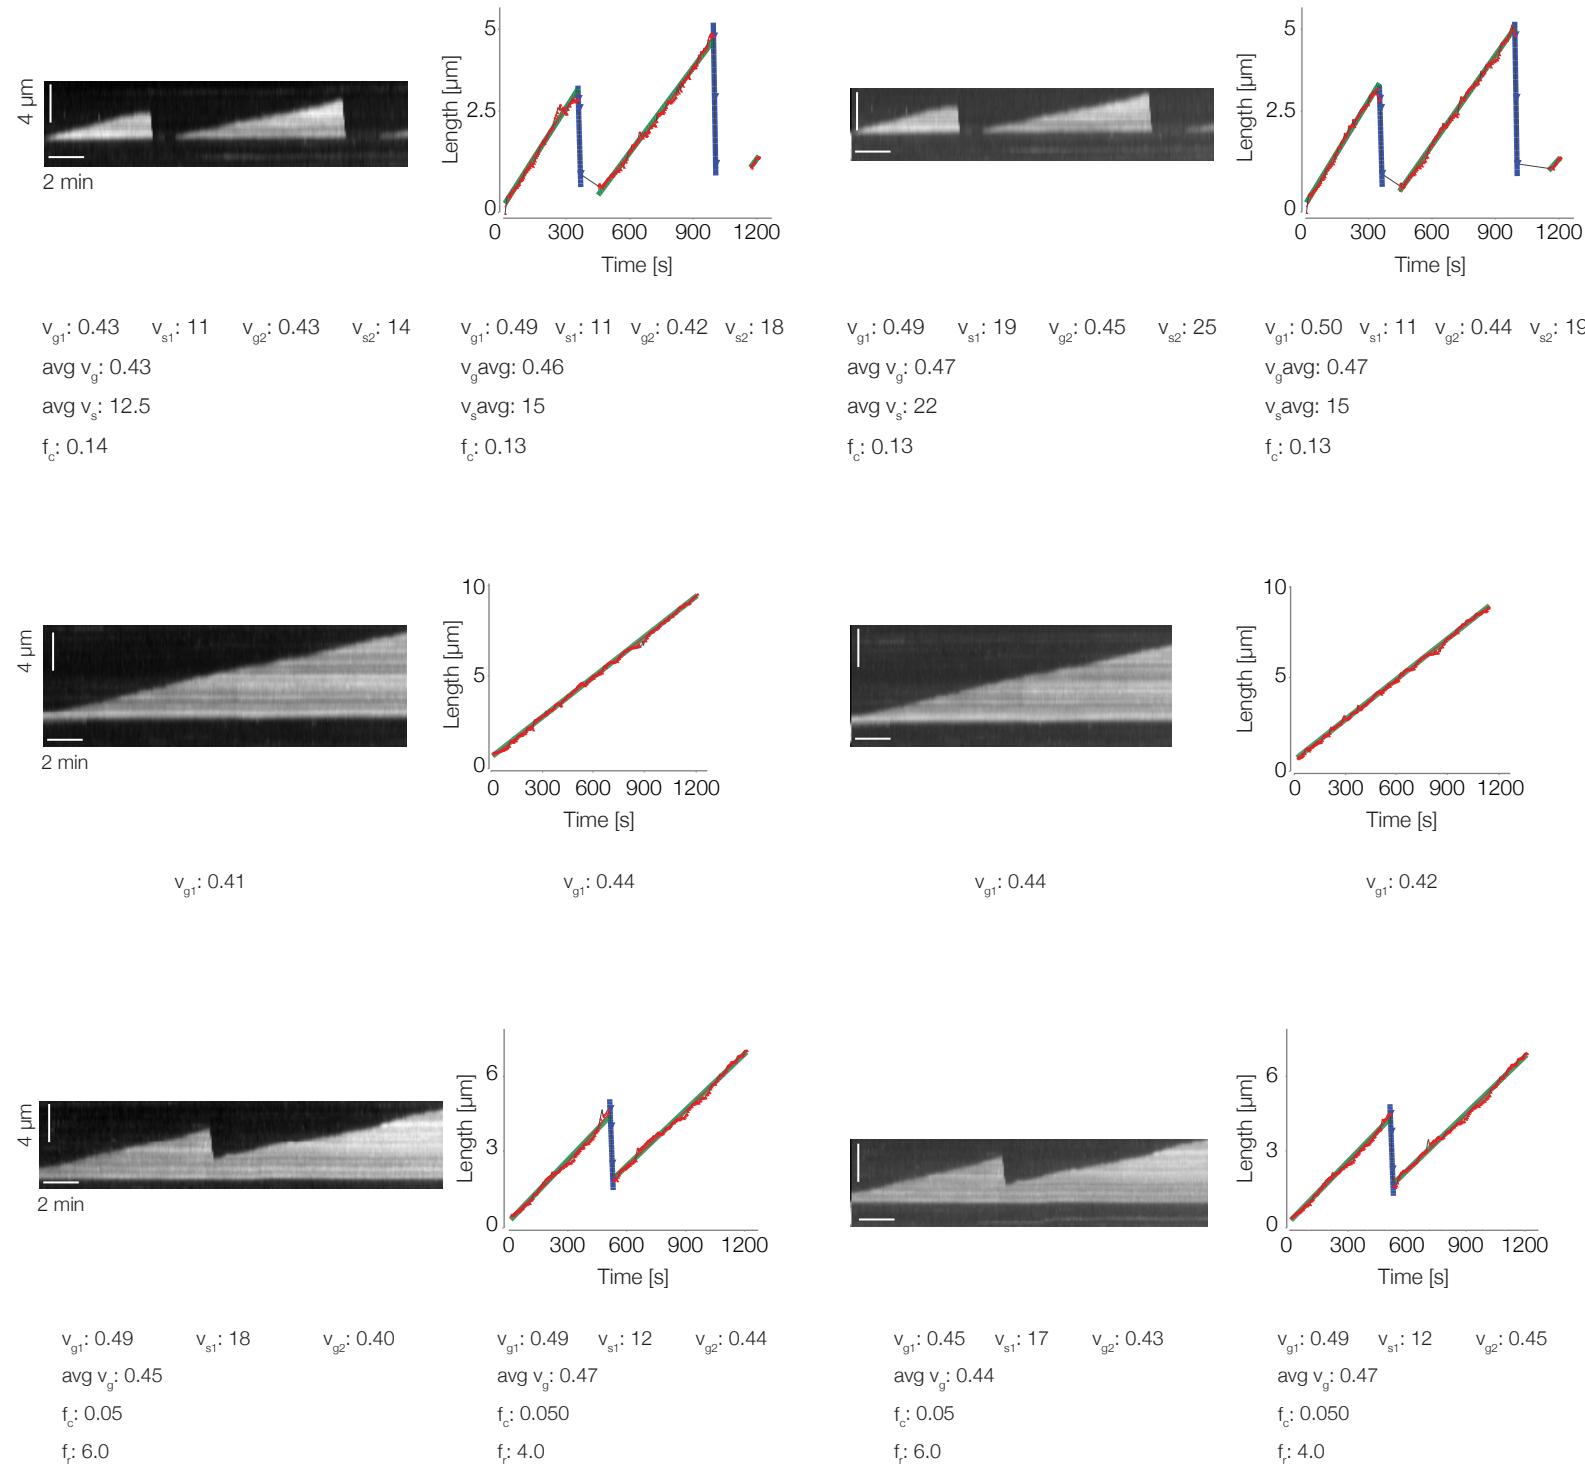 4 µm
2 min
Length [µm]
5
2.5
0
0 300 600 900 1200
Time [s]
Length [µm]
5
2.5
0
0 300 600 900 1200
Time [s]
vg1: 0.43 vs1: 11 vg2: 0.43 vs2: 14
avg vg: 0.43
avg vs: 12.5
fc: 0.14
vg1: 0.49 vs1: 11 vg2: 0.42 vs2: 18
vgavg: 0.46
vsavg: 15
fc: 0.13
vg1: 0.49 vs1: 19 vg2: 0.45 vs2: 25
avg vg: 0.47
avg vs: 22
fc: 0.13
vg1: 0.50 vs1: 11 vg2: 0.44 vs2: 19
vgavg: 0.47
vsavg: 15
fc: 0.13
4 µm
2 min
Length [µm]
10
5
0
0 300 600 900 1200
Time [s]
Length [µm]
10
5
0
0 300 600 900 1200
Time [s]
vg1: 0.41
vg1: 0.44
vg1: 0.44
vg1: 0.42
4 µm
2 min
Length [µm]
6
3
0
0 300 600 900 1200
Time [s]
Length [µm]
6
3
0
0 300 600 900 1200
Time [s]
vg1: 0.49 vs1: 18 vg2: 0.40
avg vg: 0.45
fc: 0.05
fr: 6.0
vg1: 0.49 vs1: 12 vg2: 0.44
avg vg: 0.47
fc: 0.050
fr: 4.0
vg1: 0.45 vs1: 17 vg2: 0.43
avg vg: 0.44
fc: 0.05
fr: 6.0
vg1: 0.49 vs1: 12 vg2: 0.45
avg vg: 0.47
fc: 0.050
fr: 4.0